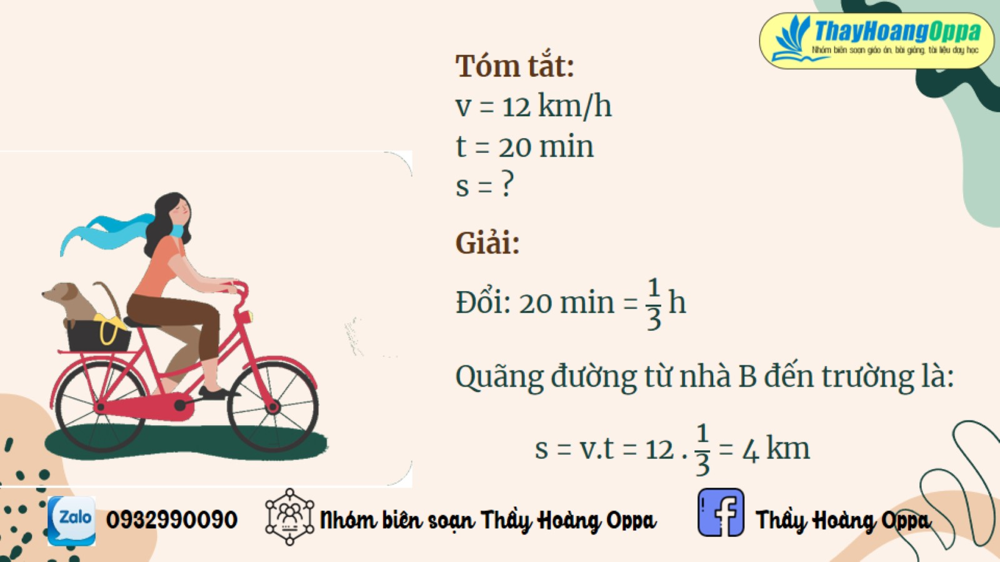 ThayHoangOppa
Nhóm biên soạn giáo án, bài giảng, tài liệu dạy học
Tóm tắt:
v = 12 km/h
t = 20 min
s = ?
Giải:
Đổi: 20 min = 1/3 h
Quãng đường từ nhà B đến trường là:
s = v.t = 12 . 1/3 = 4 km
Zalo 0932990090 Nhóm biên soạn Thầy Hoàng Oppa f Thầy Hoàng Oppa